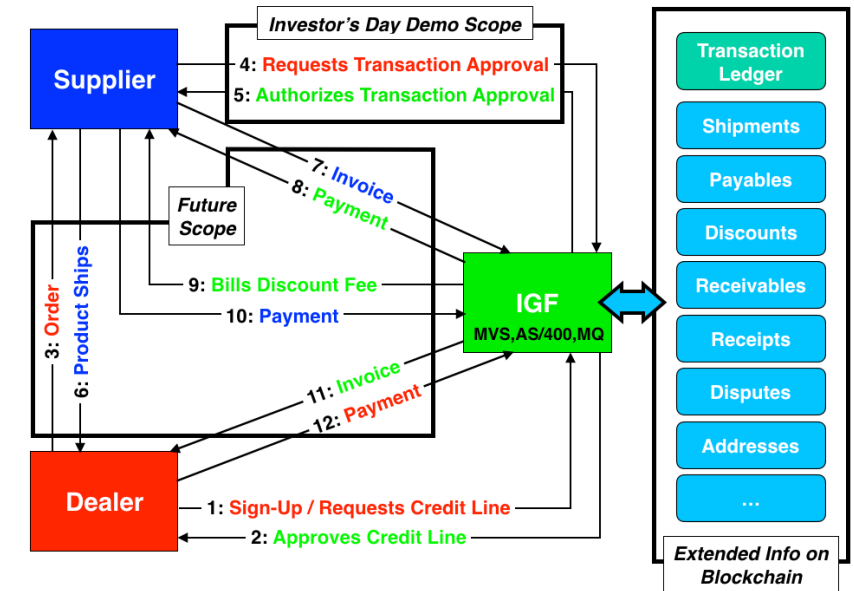 Investor's Day Demo Scope
Supplier
4: Requests Transaction Approval
5: Authorizes Transaction Approval
7: Invoice
8: Payment
Future
Scope
9: Bills Discount Fee
10: Payment
3: Order
6: Product Ships
IGF
MVS,AS/400,MQ
11: Invoice
12: Payment
Dealer
1: Sign-Up / Requests Credit Line
2: Approves Credit Line
Transaction
Ledger
Shipments
Payables
Discounts
Receivables
Receipts
Disputes
Addresses
...
Extended Info on
Blockchain